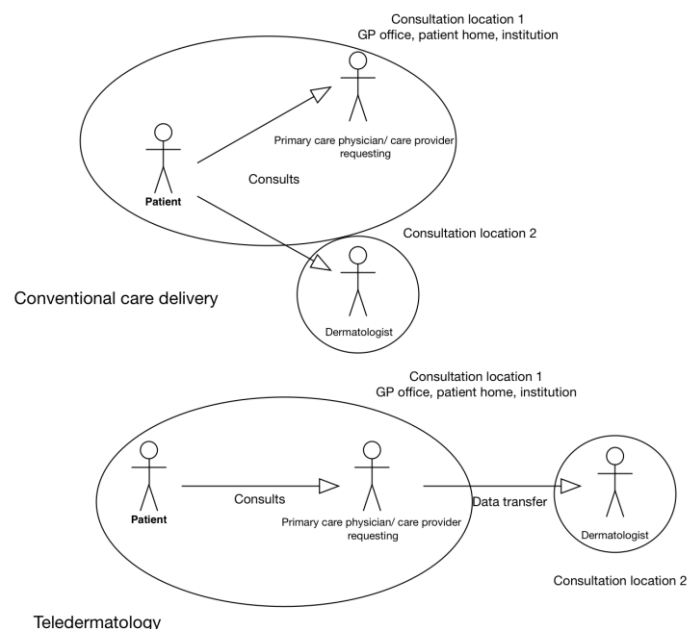 Consultation location 1
GP office, patient home, institution
Primary care physician/ care provider
requesting
Consults
Patient
Consultation location 2
Conventional care delivery
Dermatologist
Consultation location 1
GP office, patient home, institution
Consults
Data transfer
Patient
Primary care physician/ care provider
requesting
Dermatologist
Consultation location 2
Teledermatology